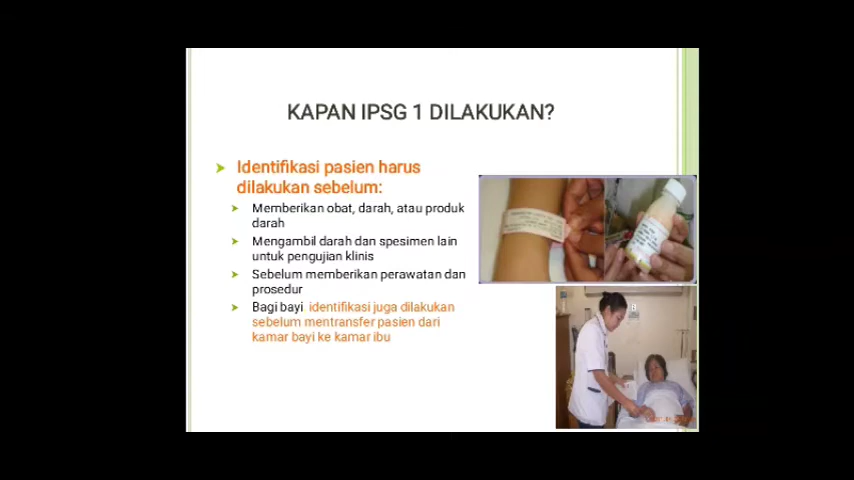 KAPAN IPSG 1 DILAKUKAN?
Identifikasi pasien harus
dilakukan sebelum:
Memberikan obat, darah, atau produk
darah
Mengambil darah dan spesimen lain
untuk pengujian klinis
Sebelum memberikan perawatan dan
prosedur
Bagi bayi identifikasi juga dilakukan
sebelum mentransfer pasien dari
kamar bayi ke kamar ibu